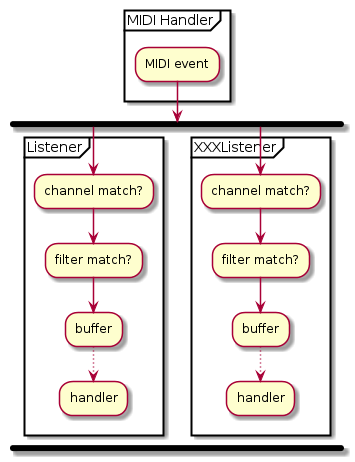 MIDI Handler
MIDI event
Listener
channel match?
filter match?
buffer
handler
XXXListener
channel match?
filter match?
buffer
handler